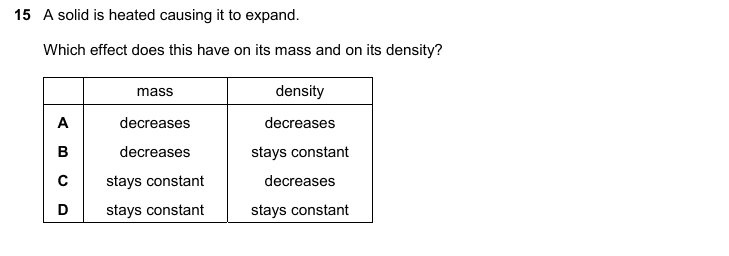 15 A solid is heated causing it to expand.
Which effect does this have on its mass and on its density?
mass density
A decreases decreases
B decreases stays constant
C stays constant decreases
D stays constant stays constant